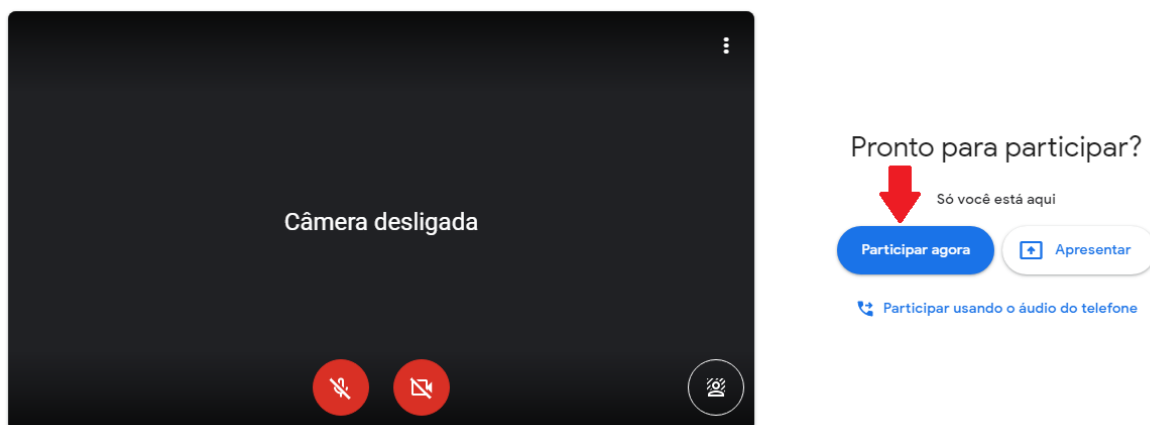 Câmera desligada
Pronto para participar?
Só você está aqui
Participar agora
Apresentar
Participar usando o áudio do telefone